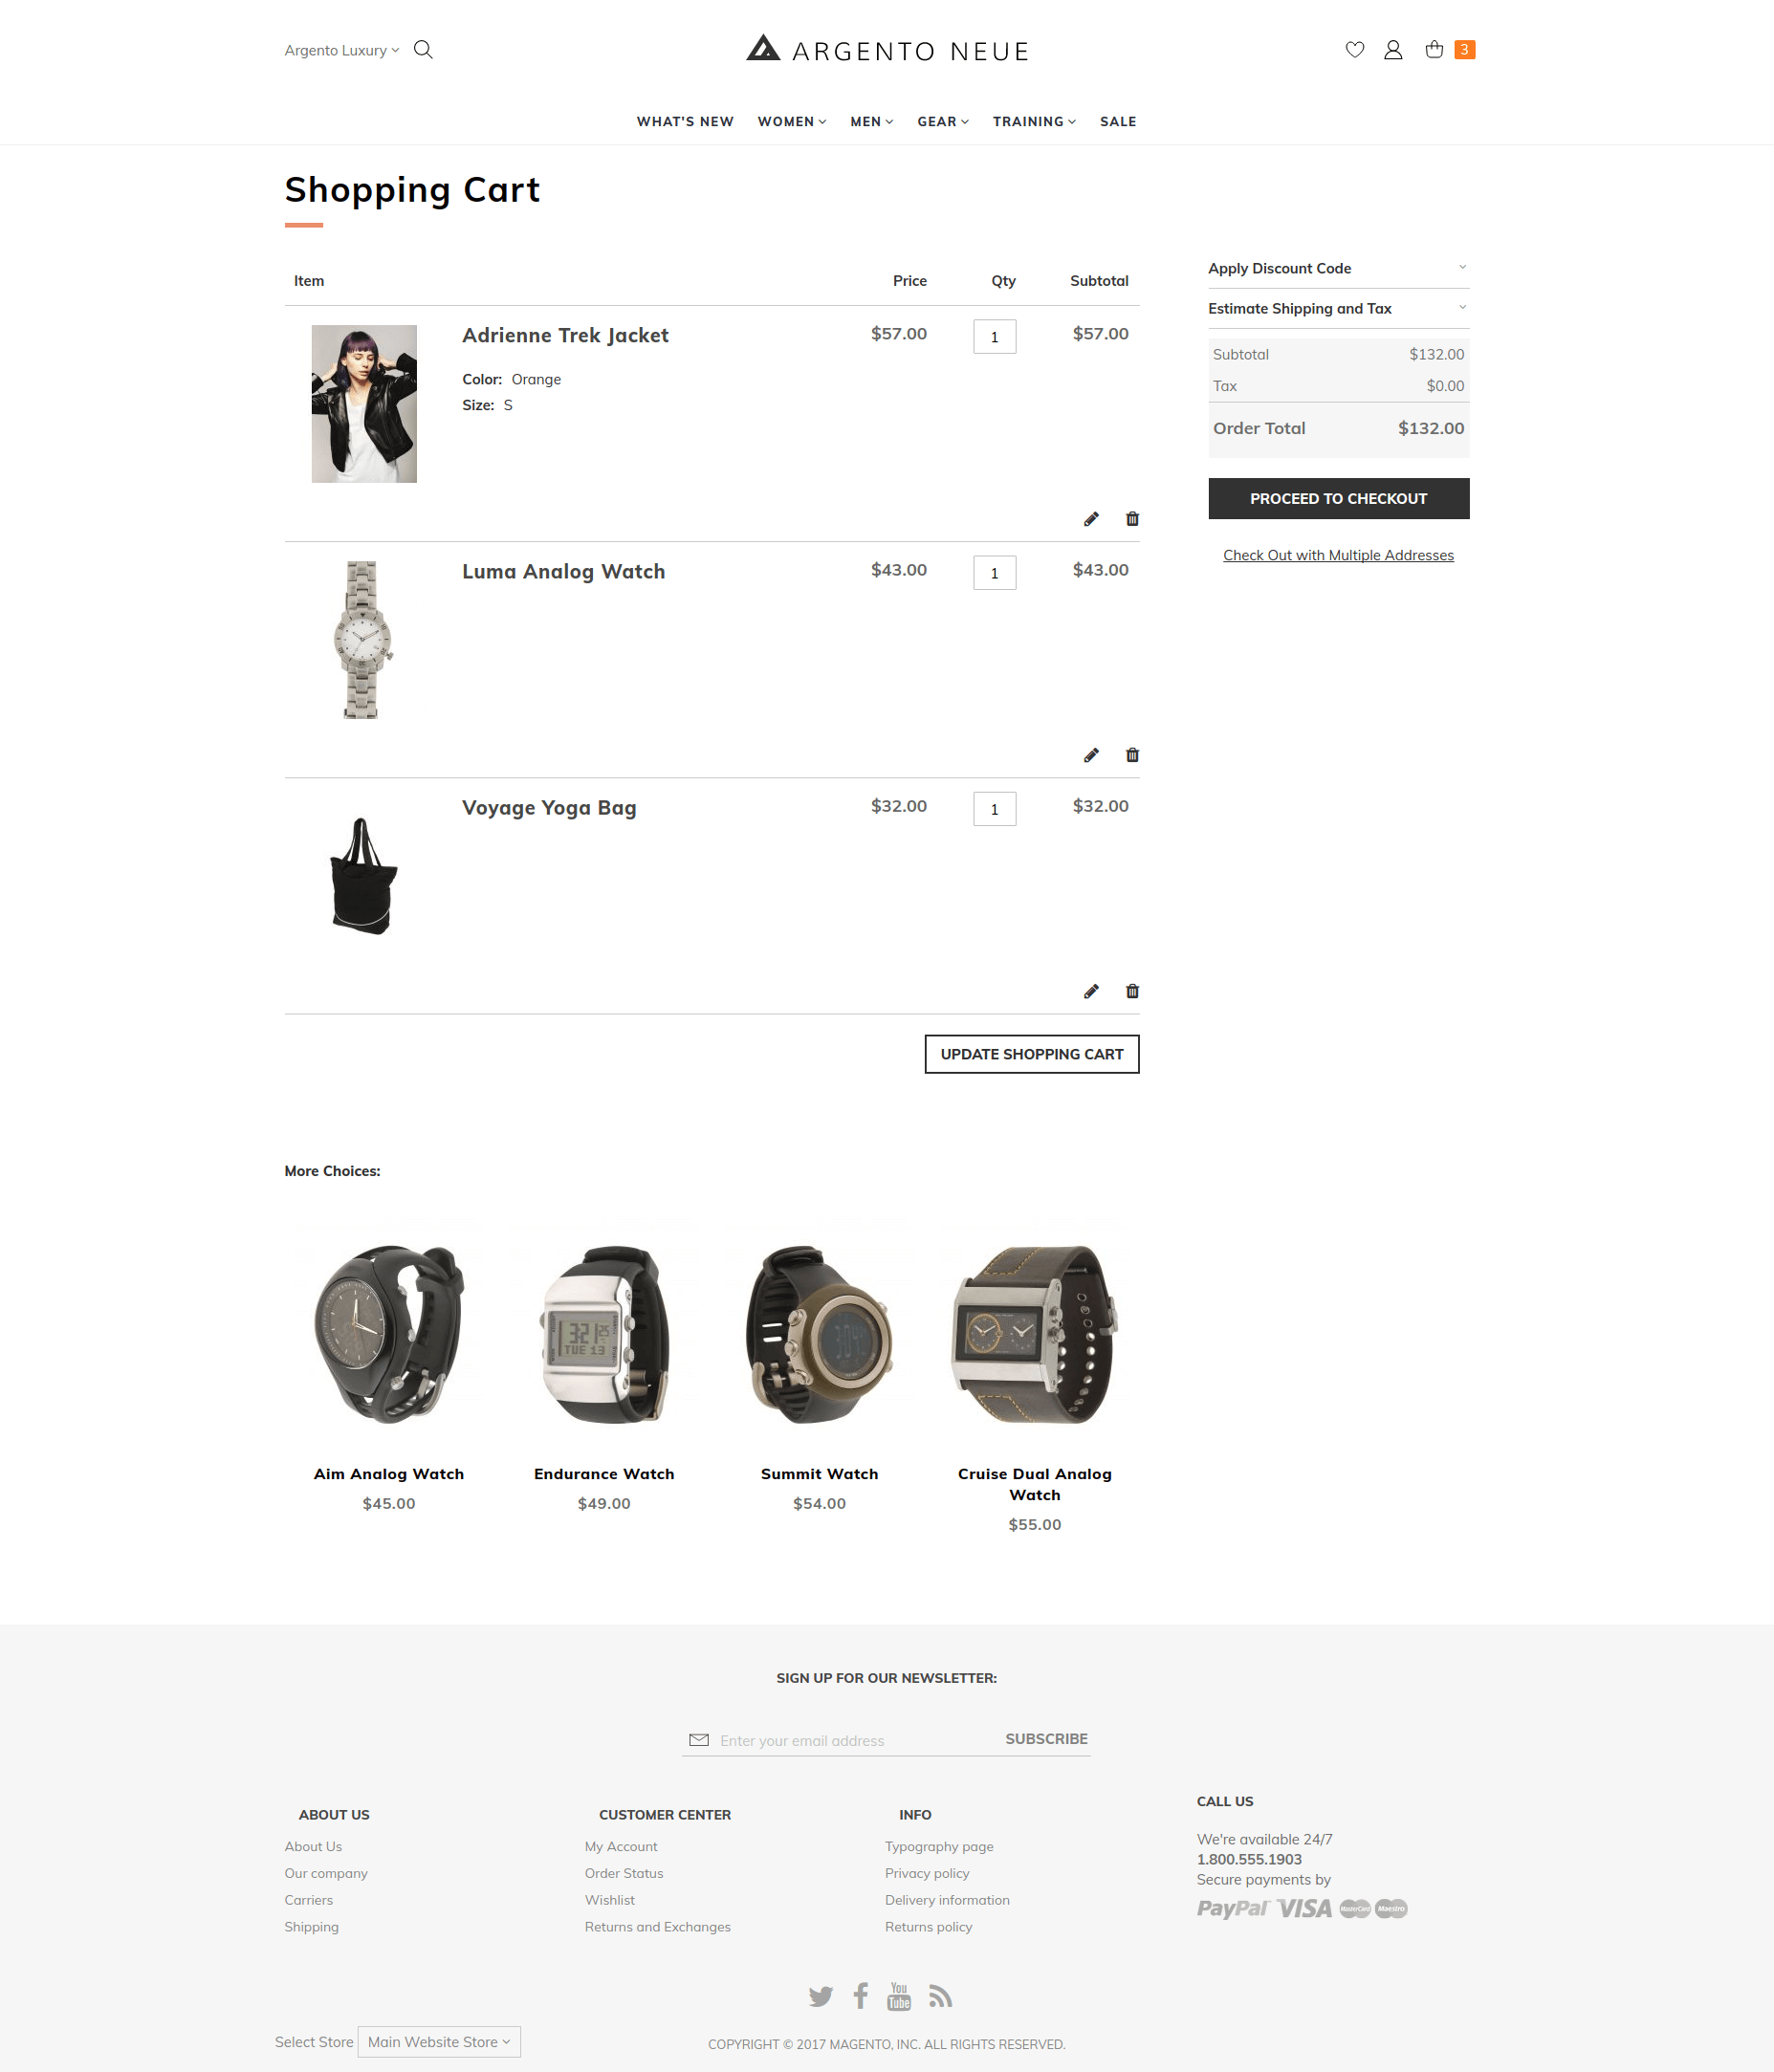 Argento Luxury
ARGENTO NEUE
3
WHAT'S NEW WOMEN MEN GEAR TRAINING SALE
Shopping Cart
Item Price Qty Subtotal
Adrienne Trek Jacket $57.00 1 $57.00
Color: Orange
Size: S
Luma Analog Watch $43.00 1 $43.00
Voyage Yoga Bag $32.00 1 $32.00
UPDATE SHOPPING CART
Apply Discount Code
Estimate Shipping and Tax
Subtotal $132.00
Tax $0.00
Order Total $132.00
PROCEED TO CHECKOUT
Check Out with Multiple Addresses
More Choices:
Aim Analog Watch
$45.00
Endurance Watch
$49.00
Summit Watch
$54.00
Cruise Dual Analog
Watch
$55.00
SIGN UP FOR OUR NEWSLETTER:
Enter your email address SUBSCRIBE
ABOUT US
About Us
Our company
Carriers
Shipping
CUSTOMER CENTER
My Account
Order Status
Wishlist
Returns and Exchanges
INFO
Typography page
Privacy policy
Delivery information
Returns policy
CALL US
We're available 24/7
1.800.555.1903
Secure payments by
PayPal VISA MasterCard Maestro
You
Tube
Select Store Main Website Store
COPYRIGHT © 2017 MAGENTO, INC. ALL RIGHTS RESERVED.